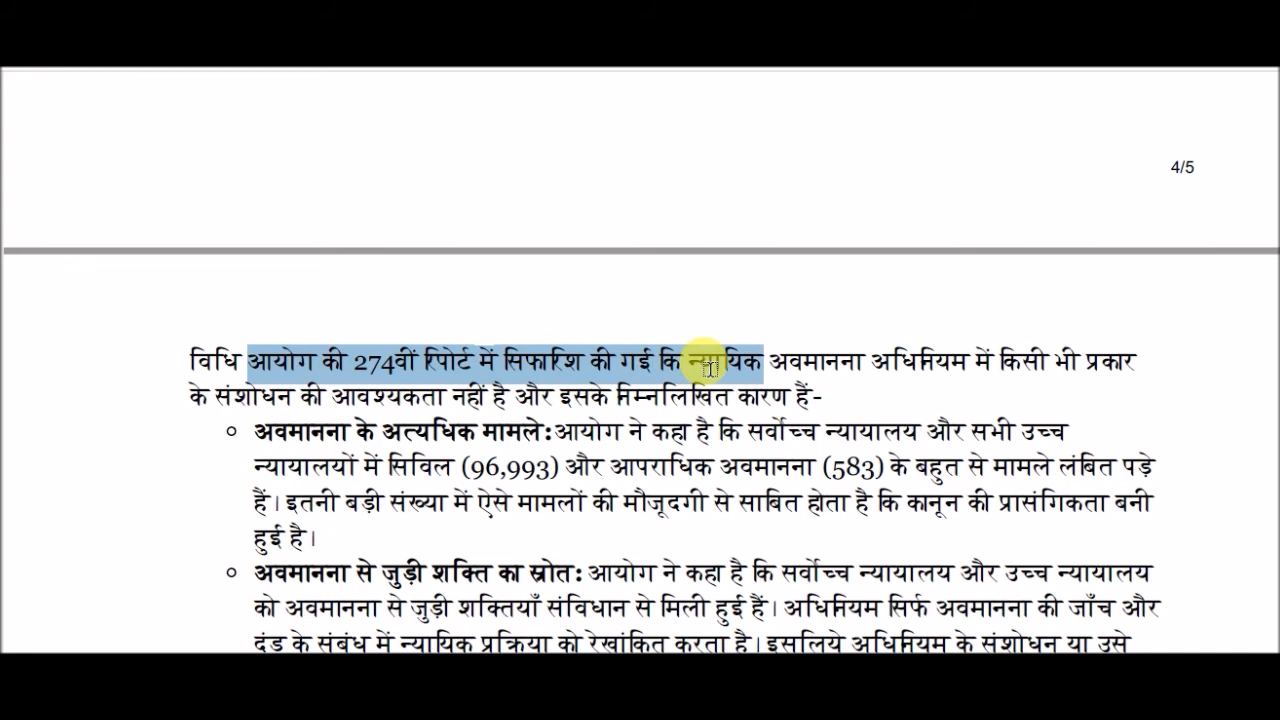 4/5
विधि आयोग की 274वीं रिपोर्ट में सिफारिश की गई कि न्यायिक अवमानना अधिनियम में किसी भी प्रकार
के संशोधन की आवश्यकता नहीं है और इसके निम्नलिखित कारण हैं-
○ अवमानना के अत्यधिक मामले: आयोग ने कहा है कि सर्वोच्च न्यायालय और सभी उच्च
न्यायालयों में सिविल (96,993) और आपराधिक अवमानना (583) के बहुत से मामले लंबित पड़े
हैं। इतनी बड़ी संख्या में ऐसे मामलों की मौजूदगी से साबित होता है कि कानून की प्रासंगिकता बनी
हुई है।
○ अवमानना से जुड़ी शक्ति का स्रोत: आयोग ने कहा है कि सर्वोच्च न्यायालय और उच्च न्यायालय
को अवमानना से जुड़ी शक्तियाँ संविधान से मिली हुई हैं। अधिनियम सिर्फ अवमानना की जाँच और
दंड के संबंध में न्यायिक प्रक्रिया को रेखांकित करता है। इसलिये अधिनियम के संशोधन या उसे